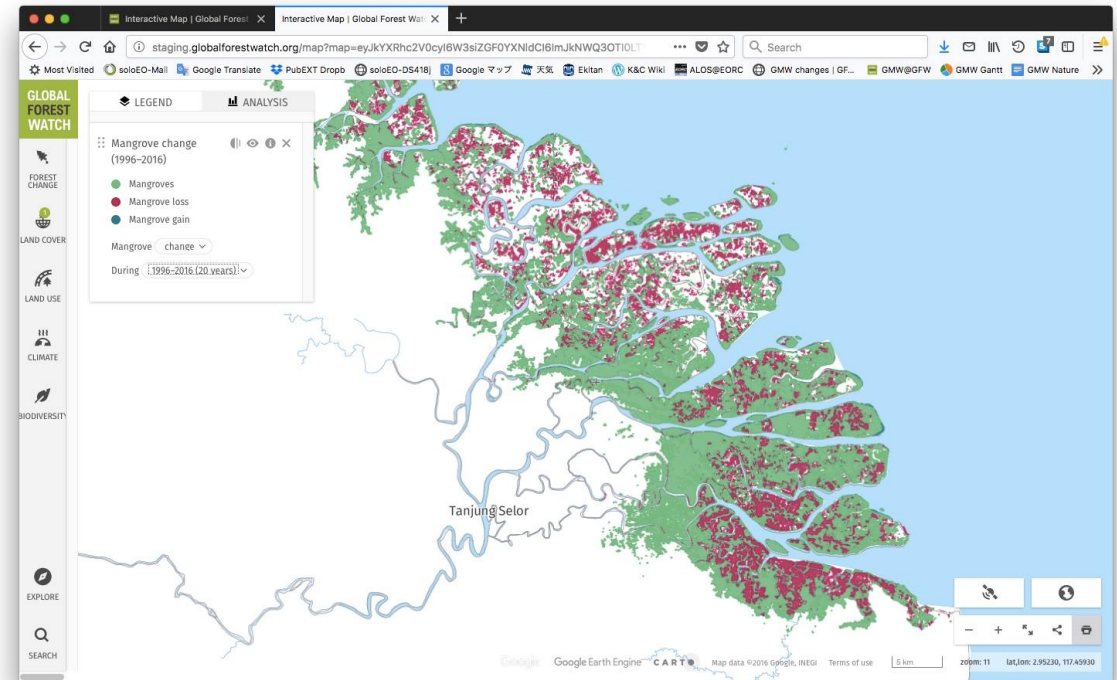 Interactive Map | Global Forest
Interactive Map | Global Forest Wat
staging.globalforestwatch.org/map?map=
Search
Most Visited
soloEO-Mail
Google Translate
PubEXT Dropb
soloEO-DS418j
Google マップ
天気
Ekitan
K&C Wiki
ALOS@EORC
GMW changes | GF...
GMW@GFW
GMW Gantt
GMW Nature
GLOBAL
FOREST
WATCH
FOREST
CHANGE
LAND COVER
LAND USE
CLIMATE
BIODIVERSITY
EXPLORE
SEARCH
LEGEND
ANALYSIS
Mangrove change
(1996–2016)
Mangroves
Mangrove loss
Mangrove gain
Mangrove change
During 1996–2016 (20 years)
Tanjung Selor
Google
Google Earth Engine
CARTO
Map data ©2016 Google, INEGI
Terms of use
5 km
zoom: 11
lat,lon: 2.95230, 117.45930